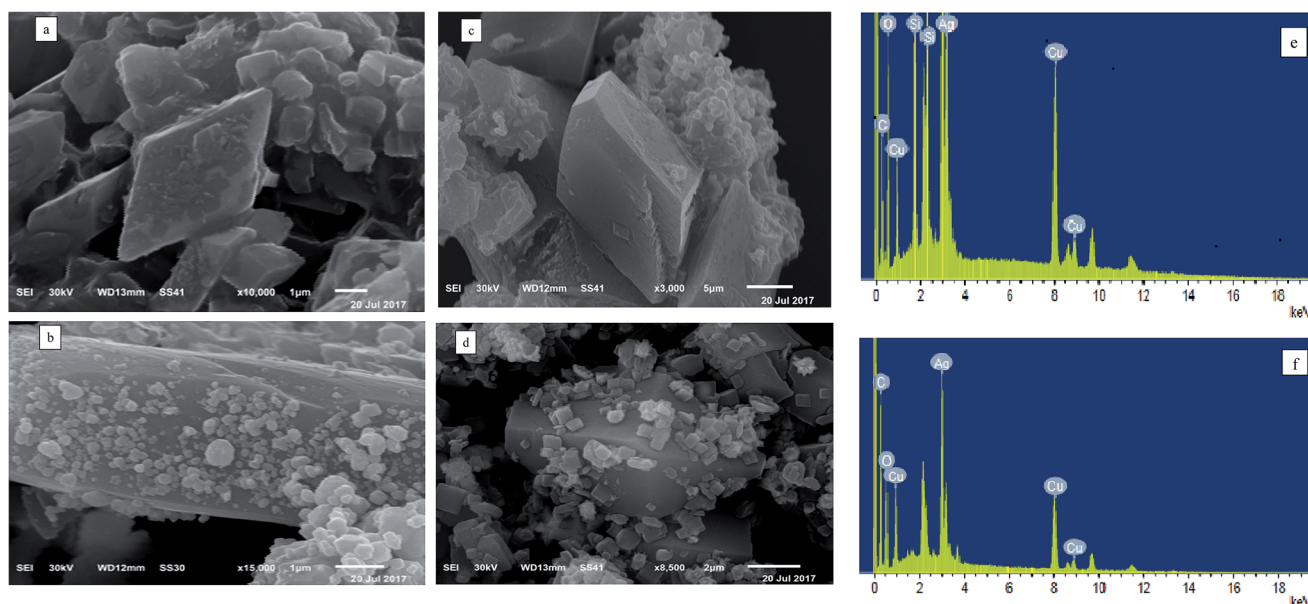 a
SEI 30kV WD13mm SS41 x10,000 1µm
20 Jul 2017
b
SEI 30kV WD12mm SS30 x15,000 1µm
20 Jul 2017
c
SEI 30kV WD12mm SS41 x3,000 5µm
20 Jul 2017
d
SEI 30kV WD13mm SS41 x8,500 2µm
20 Jul 2017
e
O Si Si Ag
Cu
C
Cu
Cu
0 2 4 6 8 10 12 14 16 18
keV
f
Ag
C
O
Cu
Cu
Cu
0 2 4 6 8 10 12 14 16 18
keV